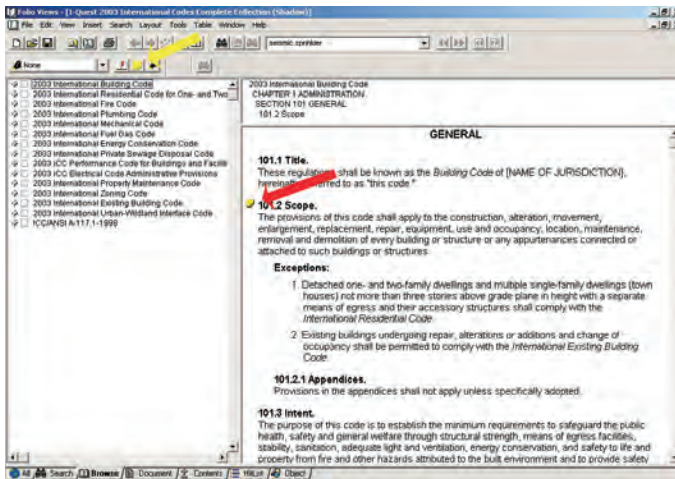 Folio Views - [I-Quest 2003 International Codes Complete Collection (Shadow)]
File Edit View Insert Search Layout Tools Table Window Help
seismic sprinkler
None
2003 International Building Code
2003 International Residential Code for One- and Two
2003 International Fire Code
2003 International Plumbing Code
2003 International Mechanical Code
2003 International Fuel Gas Code
2003 International Energy Conservation Code
2003 International Private Sewage Disposal Code
2003 ICC Performance Code for Buildings and Facilit
2003 ICC Electrical Code Administrative Provisions
2003 International Property Maintenance Code
2003 International Zoning Code
2003 International Existing Building Code
2003 International Urban-Wildland Interface Code
ICC/ANSI A-117.1-1998
2003 International Building Code
CHAPTER 1 ADMINISTRATION
SECTION 101 GENERAL
101.2 Scope
GENERAL
101.1 Title.
These regulations shall be known as the Building Code of [NAME OF JURISDICTION],
hereinafter referred to as "this code."
101.2 Scope.
The provisions of this code shall apply to the construction, alteration, movement,
enlargement, replacement, repair, equipment, use and occupancy, location, maintenance,
removal and demolition of every building or structure or any appurtenances connected or
attached to such buildings or structures.
Exceptions:
1. Detached one- and two-family dwellings and multiple single-family dwellings (town
houses) not more than three stories above grade plane in height with a separate
means of egress and their accessory structures shall comply with the
International Residential Code.
2. Existing buildings undergoing repair, alterations or additions and change of
occupancy shall be permitted to comply with the International Existing Building
Code.
101.2.1 Appendices.
Provisions in the appendices shall not apply unless specifically adopted.
101.3 Intent.
The purpose of this code is to establish the minimum requirements to safeguard the public
health, safety and general welfare through structural strength, means of egress facilities,
stability, sanitation, adequate light and ventilation, energy conservation, and safety to life and
property from fire and other hazards attributed to the built environment and to provide safety
All Search Browse Document Contents HitList Object